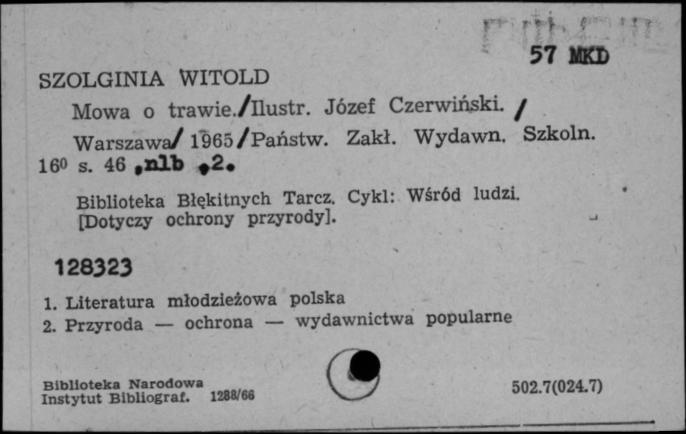 57 MKD
SZOLGINIA WITOLD
Mowa o trawie./Ilustr. Józef Czerwiński. /
Warszawa/ 1965/Państw. Zakł. Wydawn. Szkoln.
16⁰ s. 46 ,nlb ,2.
Biblioteka Błękitnych Tarcz. Cykl: Wśród ludzi.
[Dotyczy ochrony przyrody].
128323
1. Literatura młodzieżowa polska
2. Przyroda — ochrona — wydawnictwa popularne
Biblioteka Narodowa
Instytut Bibliograf. 1288/66
502.7(024.7)